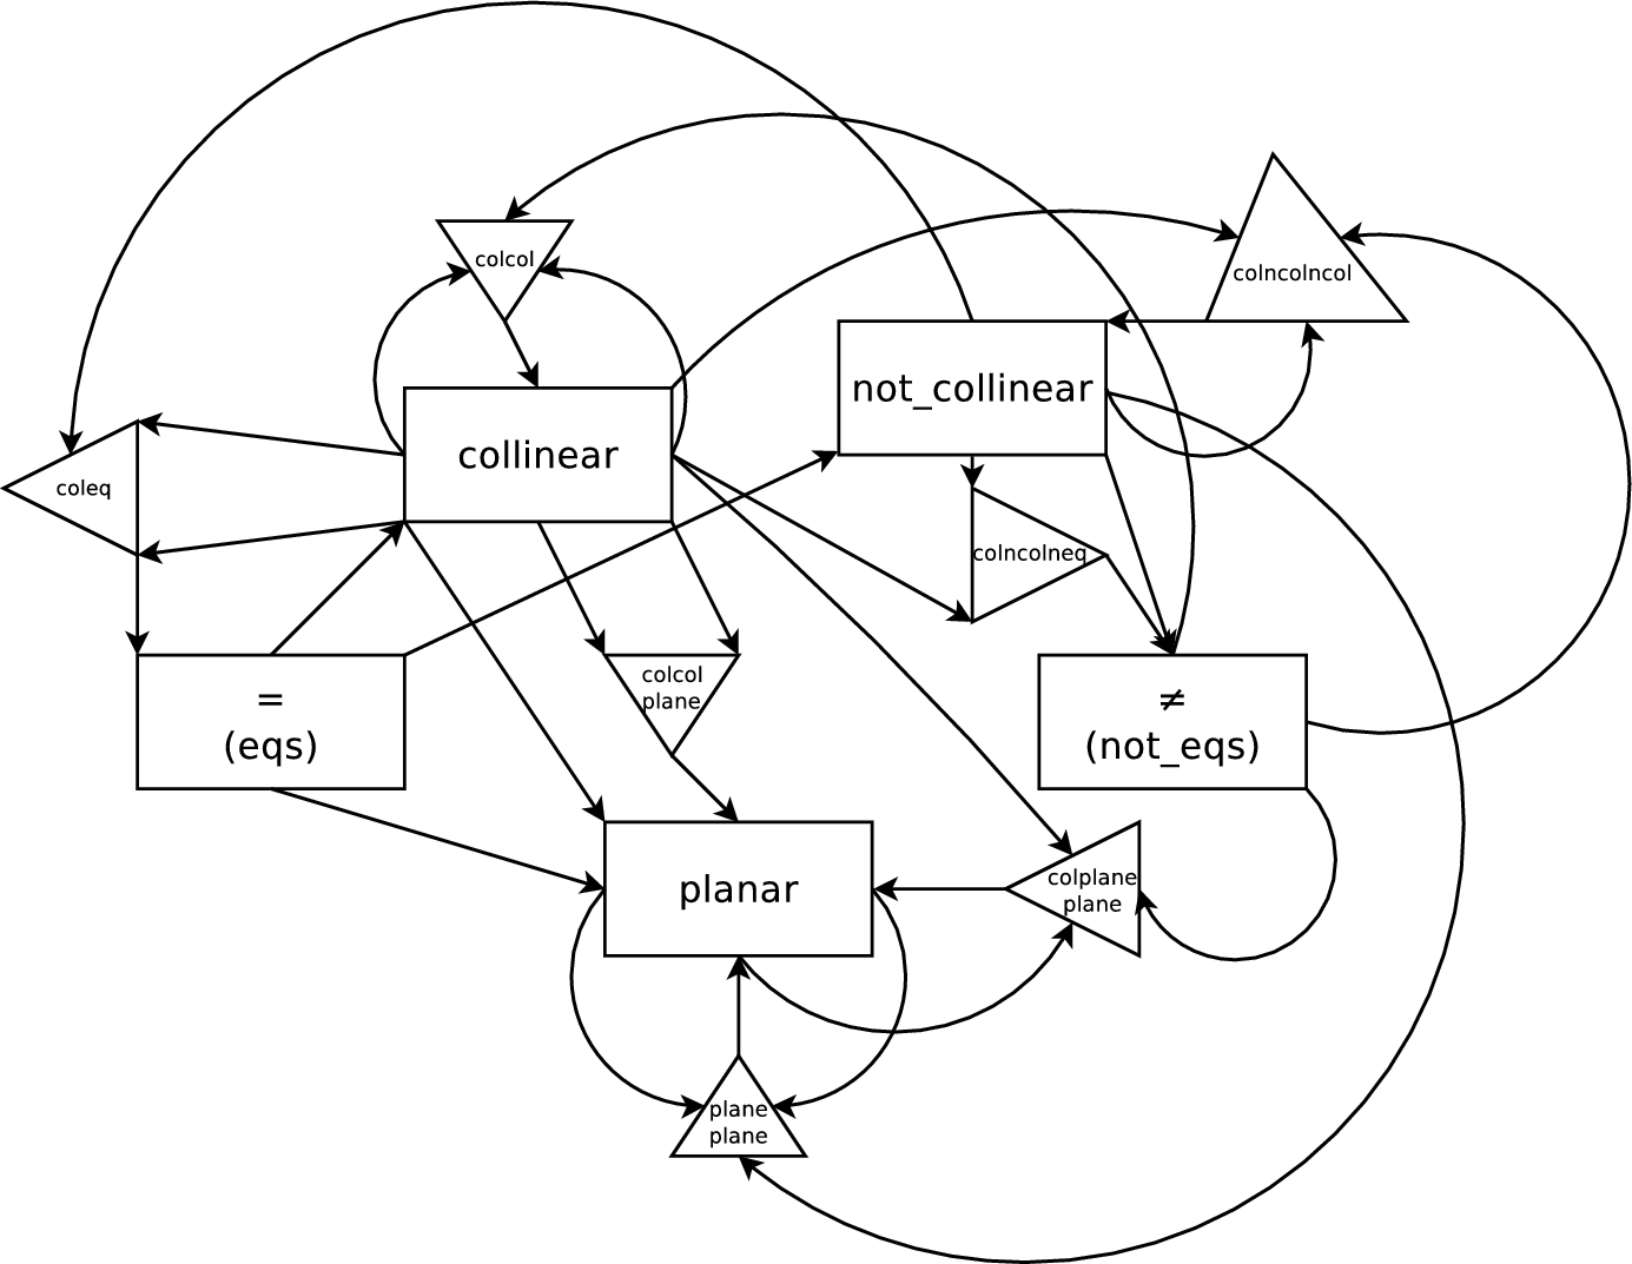 colcol
colncolncol
not_collinear
collinear
coleq
colncolneq
colcol
plane
=
(eqs)
≠
(not_eqs)
planar
colplane
plane
plane
plane